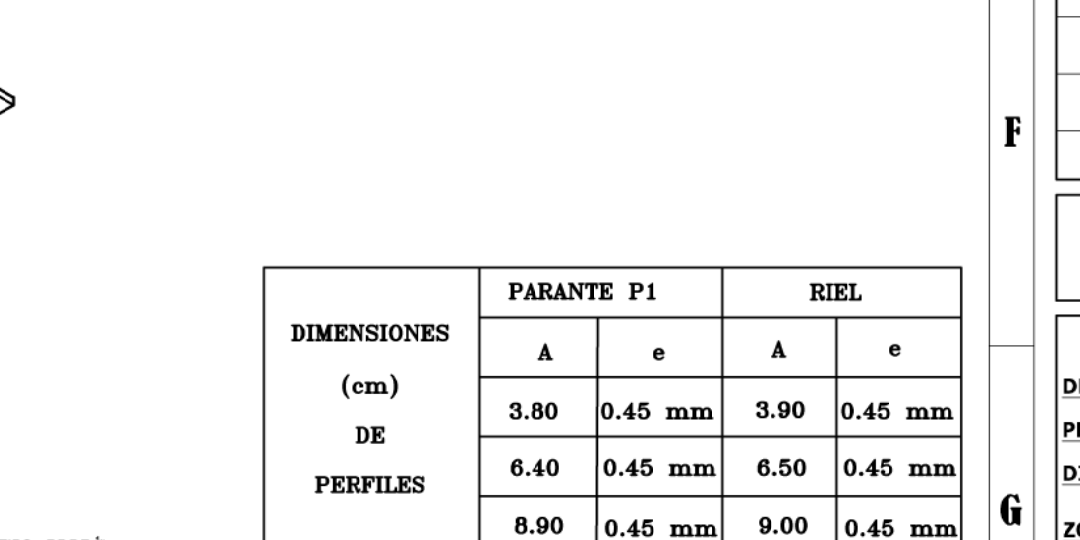 F
PARANTE P1 RIEL
DIMENSIONES
(cm)
DE
PERFILES
A e A e
3.80 0.45 mm 3.90 0.45 mm
6.40 0.45 mm 6.50 0.45 mm
8.90 0.45 mm 9.00 0.45 mm
G